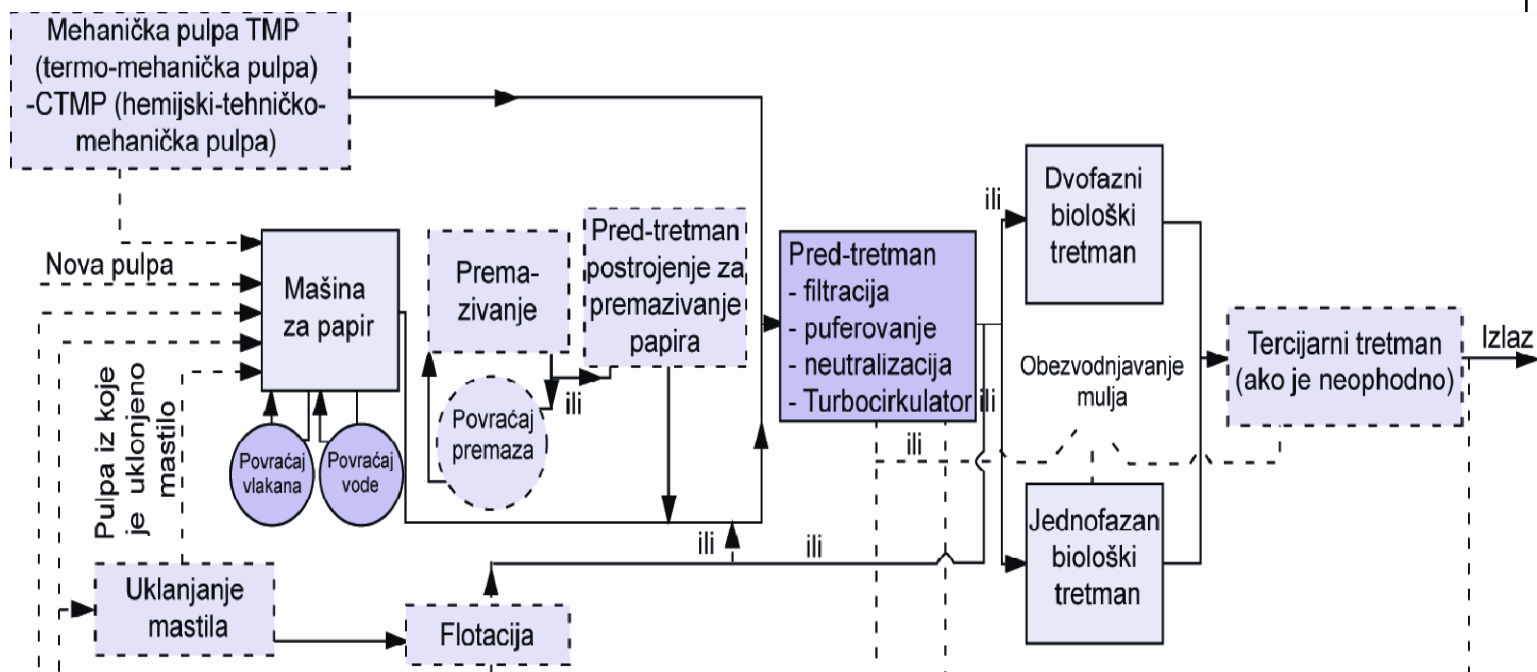 Mehanička pulpa TMP
(termo-mehanička pulpa)
-CTMP (hemijski-tehničko-
mehanička pulpa)
Nova pulpa
Mašina
za papir
Povraćaj
vlakana
Povraćaj
vode
Prema-
zivanje
Povraćaj
premaza
ili
Pred-tretman
postrojenje za
premazivanje
papira
Pred-tretman
- filtracija
- puferovanje
- neutralizacija
- Turbocirkulator
ili
ili
ili
Dvofazni
biološki
tretman
Obezvodnjavanje
mulja
Jednofazan
biološki
tretman
Tercijarni tretman
(ako je neophodno)
Izlaz
Pulpa iz koje
je uklonjeno
mastilo
ili
ili
Uklanjanje
mastila
Flotacija